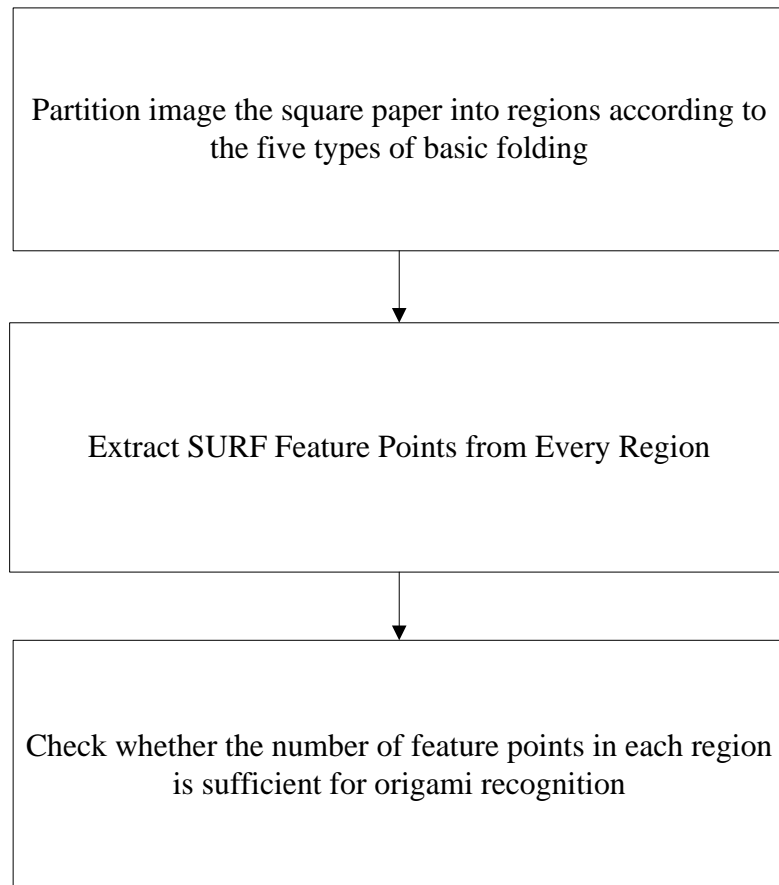 Partition image the square paper into regions according to
the five types of basic folding
Extract SURF Feature Points from Every Region
Check whether the number of feature points in each region
is sufficient for origami recognition